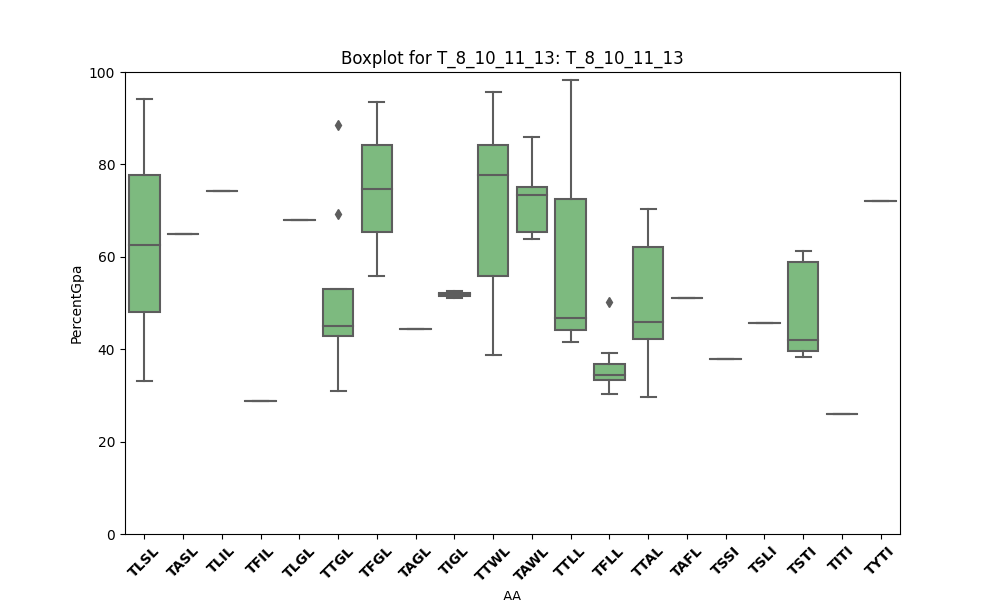 Boxplot for T_8_10_11_13: T_8_10_11_13
PercentGpa
100
80
60
40
20
0
TLSL TASL TLIL TFIL TLGL TTGL TFGL TAGL TIGL TTWL TAWL TTLL TFLL TTAL TAFL TSSI TSLI TSTI TITI TYTI
AA